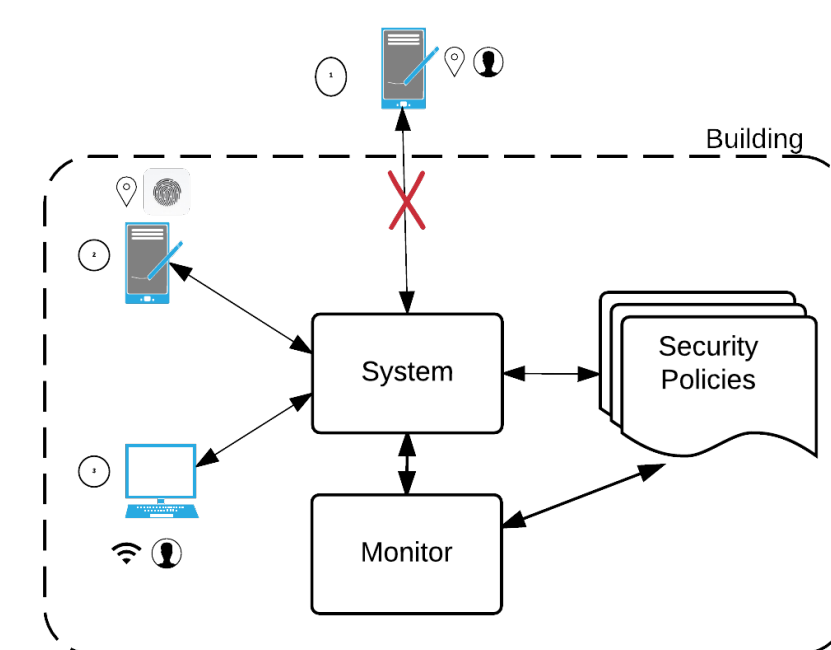 1
Building
2
System
Security
Policies
3
Monitor